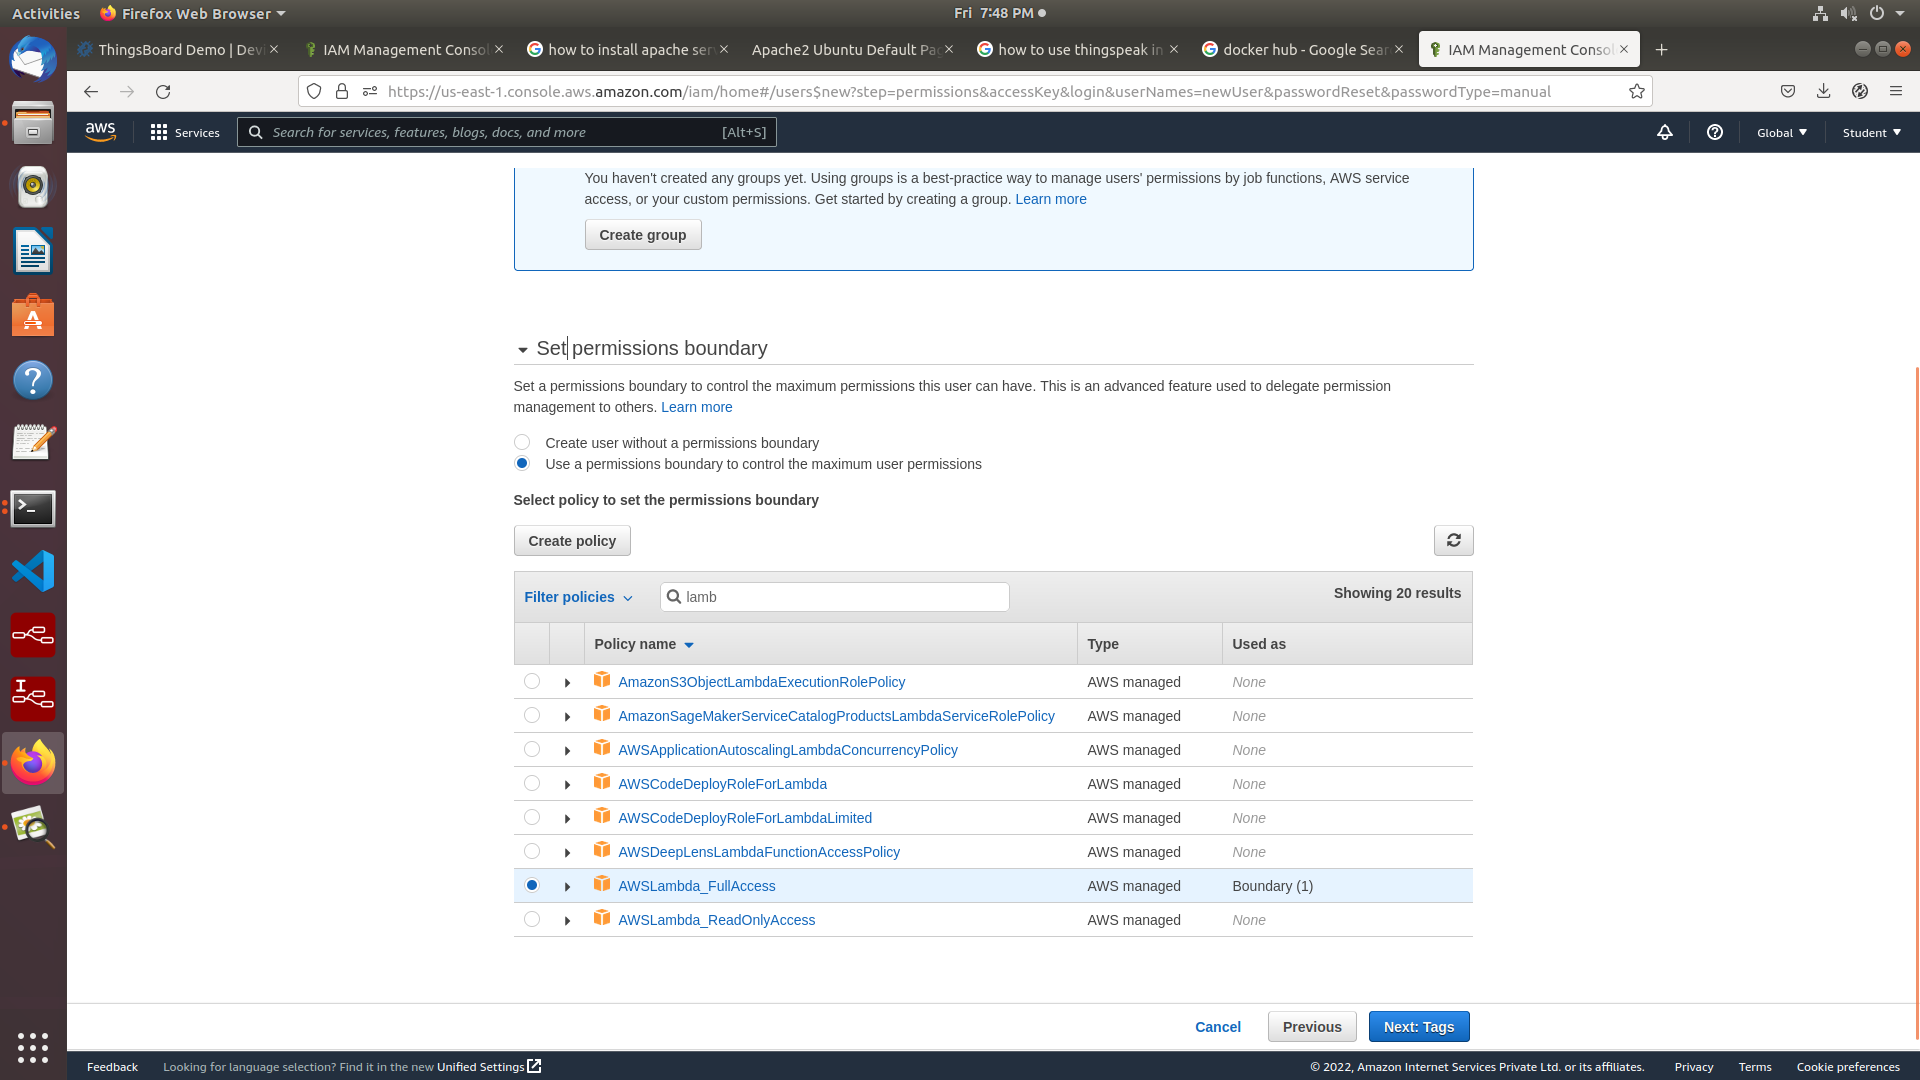 Activities
Firefox Web Browser
Fri 7:48 PM
ThingsBoard Demo | Devi
IAM Management Consol
how to install apache ser
Apache2 Ubuntu Default Pag
how to use thingspeak in
docker hub - Google Sear
IAM Management Consol
https://us-east-1.console.aws.amazon.com/iam/home#/users$new?step=permissions&accessKey&login&userNames=newUser&passwordReset&passwordType=manual
aws
Services
Search for services, features, blogs, docs, and more
[Alt+S]
Global
Student
You haven't created any groups yet. Using groups is a best-practice way to manage users' permissions by job functions, AWS service
access, or your custom permissions. Get started by creating a group. Learn more
Create group
Set permissions boundary
Set a permissions boundary to control the maximum permissions this user can have. This is an advanced feature used to delegate permission
management to others. Learn more
Create user without a permissions boundary
Use a permissions boundary to control the maximum user permissions
Select policy to set the permissions boundary
Create policy
Filter policies
lamb
Showing 20 results
Policy name
Type
Used as
AmazonS3ObjectLambdaExecutionRolePolicy
AWS managed
None
AmazonSageMakerServiceCatalogProductsLambdaServiceRolePolicy
AWS managed
None
AWSApplicationAutoscalingLambdaConcurrencyPolicy
AWS managed
None
AWSCodeDeployRoleForLambda
AWS managed
None
AWSCodeDeployRoleForLambdaLimited
AWS managed
None
AWSDeepLensLambdaFunctionAccessPolicy
AWS managed
None
AWSLambda_FullAccess
AWS managed
Boundary (1)
AWSLambda_ReadOnlyAccess
AWS managed
None
Cancel
Previous
Next: Tags
Feedback
Looking for language selection? Find it in the new Unified Settings
© 2022, Amazon Internet Services Private Ltd. or its affiliates.
Privacy
Terms
Cookie preferences